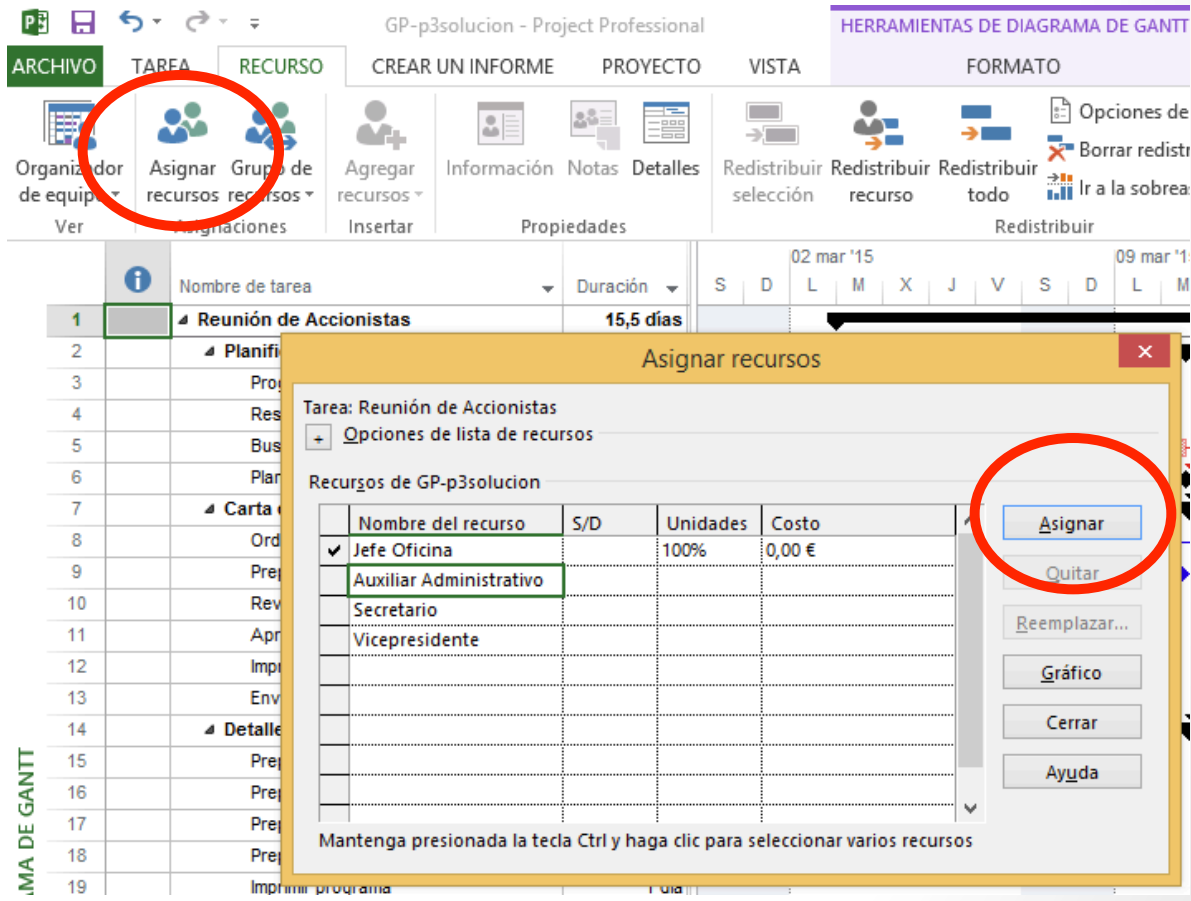 GP-p3solucion - Project Professional
HERRAMIENTAS DE DIAGRAMA DE GANTT
ARCHIVO TAREA RECURSO CREAR UN INFORME PROYECTO VISTA FORMATO
Organizador de equipo
Asignar recursos
Grupo de recursos
Agregar recursos
Información
Notas
Detalles
Redistribuir selección
Redistribuir recurso
Redistribuir todo
Opciones de
Borrar redistr
Ir a la sobreas
Ver Asignaciones Insertar Propiedades Redistribuir
02 mar '15 09 mar '1
Nombre de tarea Duración S D L M X J V S D L M
1 Reunión de Accionistas 15,5 días
2 Planifi
3 Prog
4 Res
5 Bus
6 Plan
7 Carta
8 Ord
9 Prep
10 Rev
11 Apr
12 Impr
13 Env
14 Detalle
15 Prep
16 Prep
17 Prep
18 Prep
19 Imprimir programa 1 día
Asignar recursos
Tarea: Reunión de Accionistas
+ Opciones de lista de recursos
Recursos de GP-p3solucion
Nombre del recurso S/D Unidades Costo
✔ Jefe Oficina 100% 0,00 €
Auxiliar Administrativo
Secretario
Vicepresidente
Asignar
Quitar
Reemplazar...
Gráfico
Cerrar
Ayuda
Mantenga presionada la tecla Ctrl y haga clic para seleccionar varios recursos
AMA DE GANTT